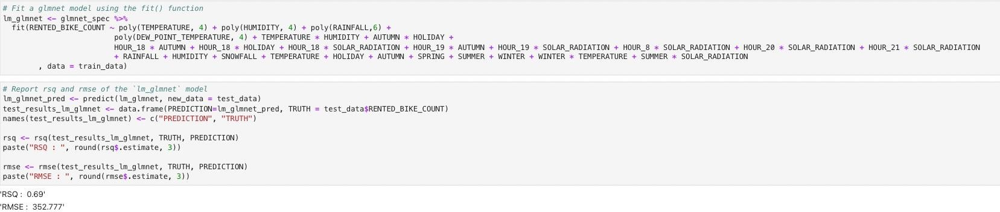 # Fit a glmnet model using the fit() function
lm_glmnet <- glmnet_spec %>%
fit(RENTED_BIKE_COUNT ~ poly(TEMPERATURE, 4) + poly(HUMIDITY, 4) + poly(RAINFALL,6) +
poly(DEW_POINT_TEMPERATURE, 4) + TEMPERATURE * HUMIDITY + AUTUMN * HOLIDAY +
HOUR_18 * AUTUMN + HOUR_18 * HOLIDAY + HOUR_18 * SOLAR_RADIATION + HOUR_19 * AUTUMN + HOUR_19 * SOLAR_RADIATION + HOUR_8 * SOLAR_RADIATION + HOUR_20 * SOLAR_RADIATION + HOUR_21 * SOLAR_RADIATION
+ RAINFALL + HUMIDITY + SNOWFALL + TEMPERATURE + HOLIDAY + AUTUMN + SPRING + SUMMER + WINTER + WINTER * TEMPERATURE + SUMMER * SOLAR_RADIATION
, data = train_data)
# Report rsq and rmse of the `lm_glmnet` model
lm_glmnet_pred <- predict(lm_glmnet, new_data = test_data)
test_results_lm_glmnet <- data.frame(PREDICTION=lm_glmnet_pred, TRUTH = test_data$RENTED_BIKE_COUNT)
names(test_results_lm_glmnet) <- c("PREDICTION", "TRUTH")
rsq <- rsq(test_results_lm_glmnet, TRUTH, PREDICTION)
paste("RSQ : ", round(rsq$.estimate, 3))
rmse <- rmse(test_results_lm_glmnet, TRUTH, PREDICTION)
paste("RMSE : ", round(rmse$.estimate, 3))
'RSQ : 0.69'
'RMSE : 352.777'